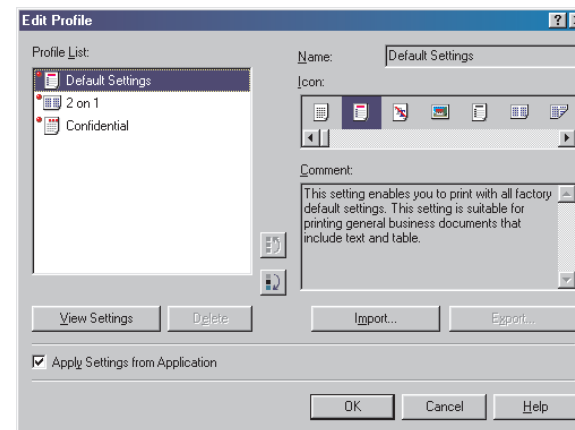 Edit Profile
?
Profile List:
Default Settings
2 on 1
Confidential
Name:
Default Settings
Icon:
Comment:
This setting enables you to print with all factory
default settings. This setting is suitable for
printing general business documents that
include text and table.
View Settings
Delete
Import...
Export...
Apply Settings from Application
OK
Cancel
Help